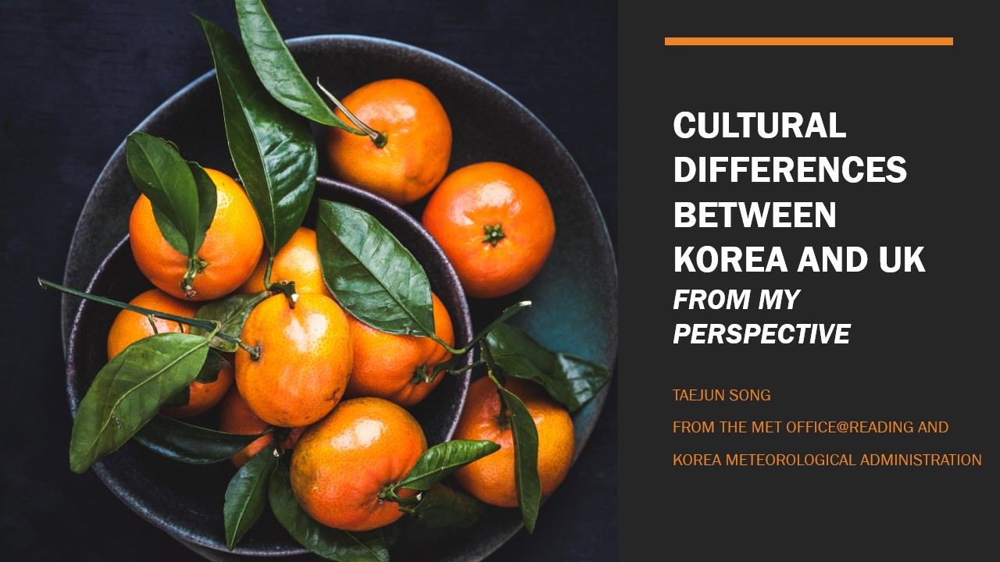 CULTURAL
DIFFERENCES
BETWEEN
KOREA AND UK
FROM MY
PERSPECTIVE
TAEJUN SONG
FROM THE MET OFFICE@READING AND
KOREA METEOROLOGICAL ADMINISTRATION